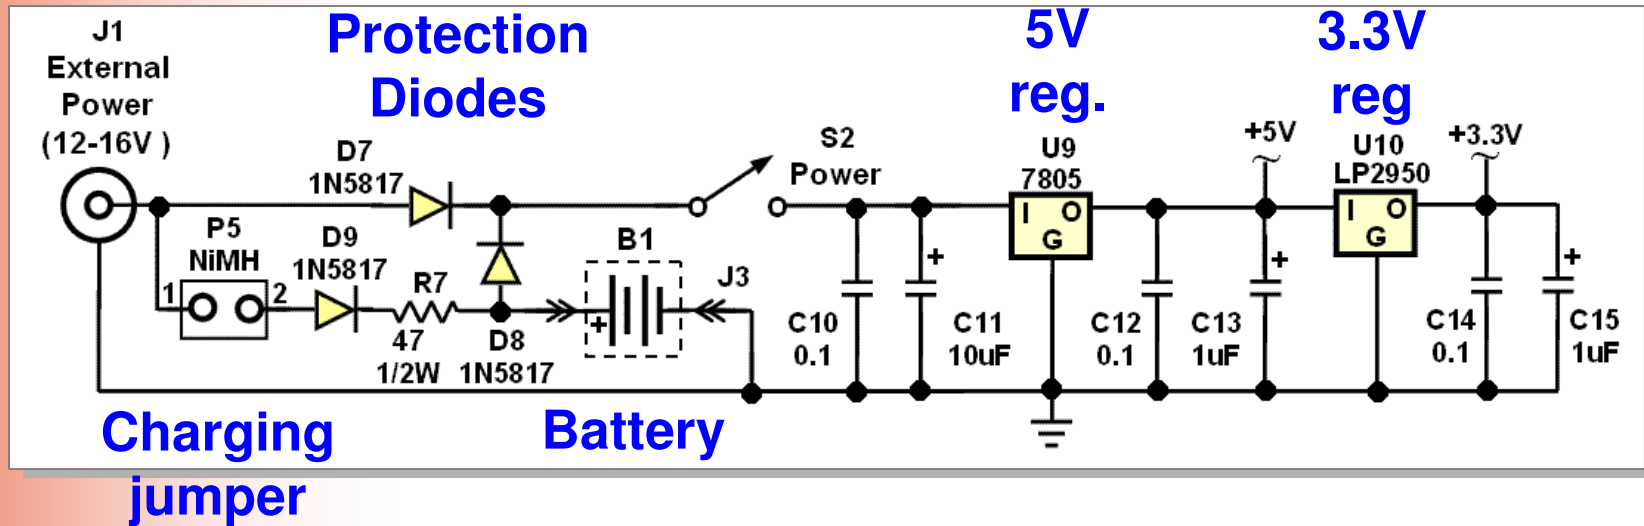 Protection
Diodes
5V
reg.
3.3V
reg
J1
External
Power
(12-16V )
D7
1N5817
S2
Power
U9
7805
I O
G
+5V
U10
LP2950
I O
G
+3.3V
P5
NiMH
1 2
D9
1N5817
R7
47
1/2W
D8
1N5817
B1
+
J3
C10
0.1
+
C11
10uF
C12
0.1
+
C13
1uF
C14
0.1
+
C15
1uF
Charging
jumper
Battery